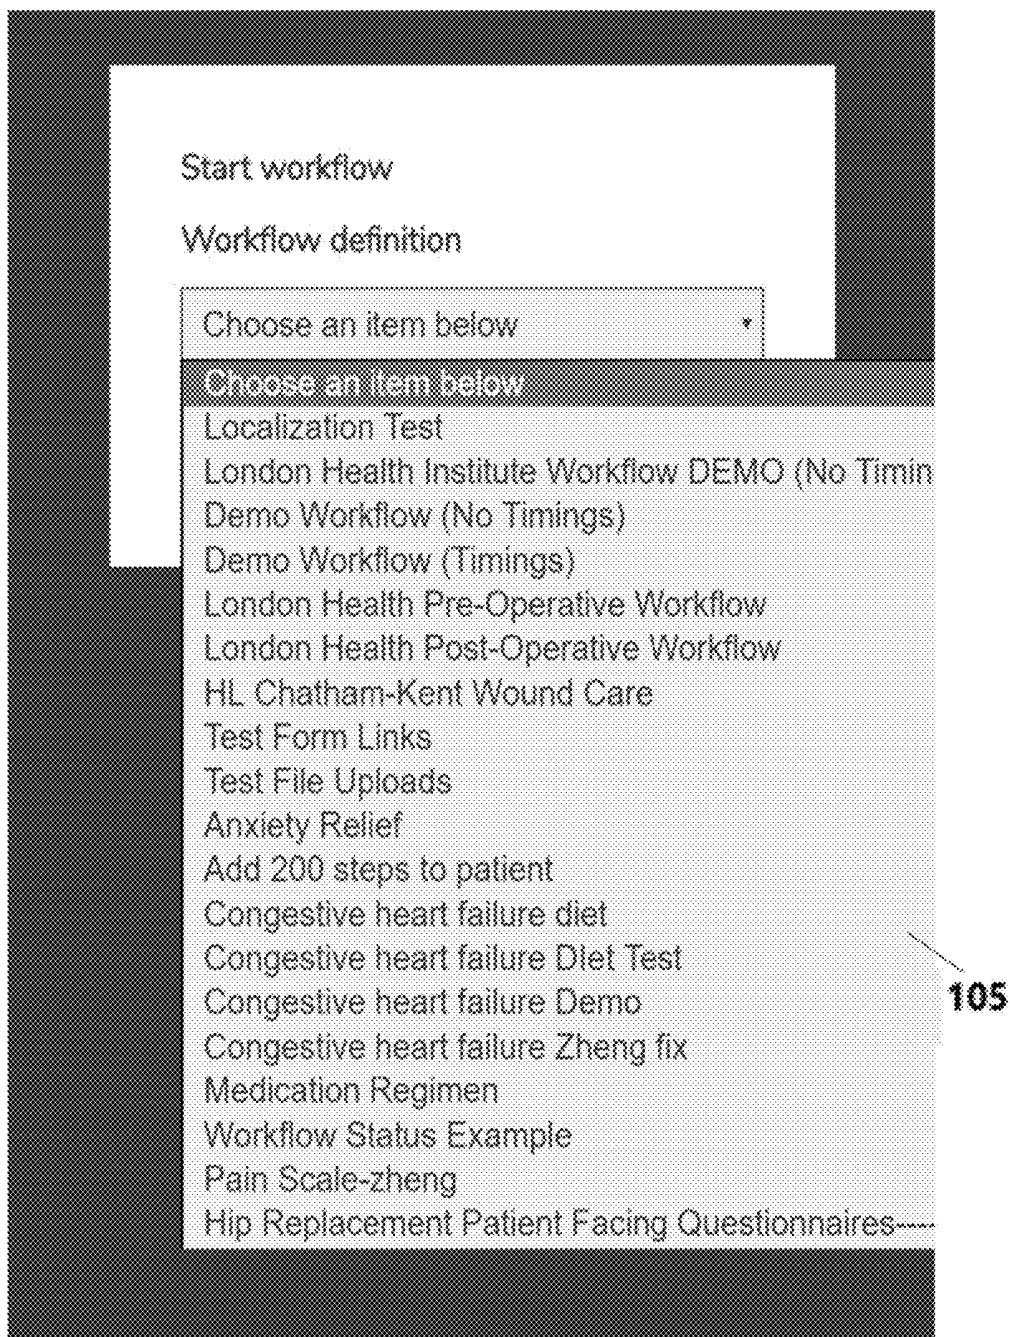 Start workflow
Workflow definition
Choose an item below
Choose an item below
Localization Test
London Health Institute Workflow DEMO (No Timin
Demo Workflow (No Timings)
Demo Workflow (Timings)
London Health Pre-Operative Workflow
London Health Post-Operative Workflow
HL Chatham-Kent Wound Care
Test Form Links
Test File Uploads
Anxiety Relief
Add 200 steps to patient
Congestive heart failure diet
Congestive heart failure DIet Test
Congestive heart failure Demo
105
Congestive heart failure Zheng fix
Medication Regimen
Workflow Status Example
Pain Scale-zheng
Hip Replacement Patient Facing Questionnaires----